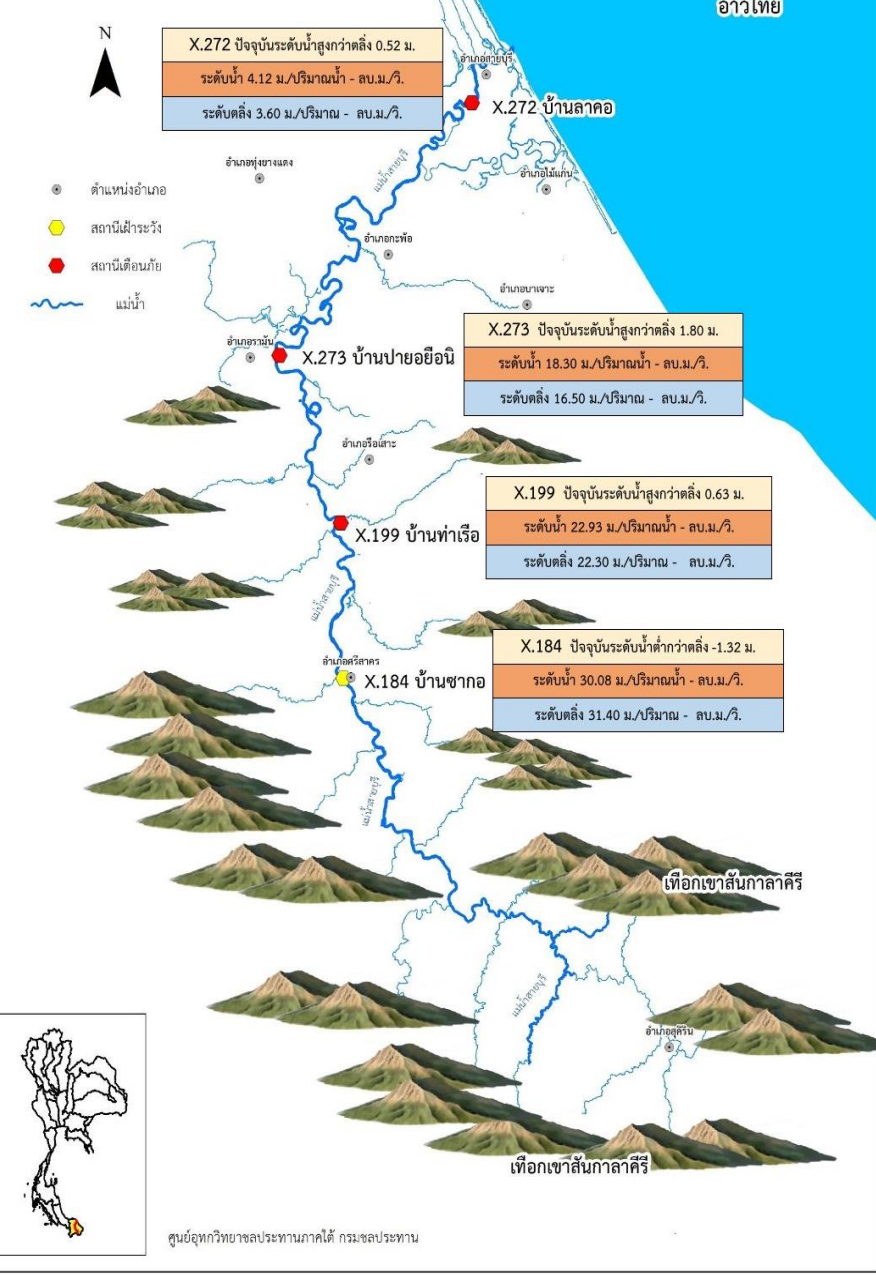 อ่าวไทย
N
X.272 ปัจจุบันระดับน้ำสูงกว่าตลิ่ง 0.52 ม.
ระดับน้ำ 4.12 ม./ปริมาณน้ำ - ลบ.ม./วิ.
ระดับตลิ่ง 3.60 ม./ปริมาณ - ลบ.ม./วิ.
อำเภอสายบุรี
X.272 บ้านลาคอ
แม่น้ำสายบุรี
อำเภอทุ่งยางแดง
อำเภอไม้แก่น
ตำแหน่งอำเภอ
สถานีเฝ้าระวัง
สถานีเตือนภัย
แม่น้ำ
อำเภอกะพ้อ
อำเภอบาเจาะ
อำเภอรามัน
X.273 บ้านปายอยือนิ
X.273 ปัจจุบันระดับน้ำสูงกว่าตลิ่ง 1.80 ม.
ระดับน้ำ 18.30 ม./ปริมาณน้ำ - ลบ.ม./วิ.
ระดับตลิ่ง 16.50 ม./ปริมาณ - ลบ.ม./วิ.
อำเภอรือเสาะ
X.199 บ้านท่าเรือ
X.199 ปัจจุบันระดับน้ำสูงกว่าตลิ่ง 0.63 ม.
ระดับน้ำ 22.93 ม./ปริมาณน้ำ - ลบ.ม./วิ.
ระดับตลิ่ง 22.30 ม./ปริมาณ - ลบ.ม./วิ.
แม่น้ำสายบุรี
อำเภอศรีสาคร
X.184 บ้านซากอ
X.184 ปัจจุบันระดับน้ำต่ำกว่าตลิ่ง -1.32 ม.
ระดับน้ำ 30.08 ม./ปริมาณน้ำ - ลบ.ม./วิ.
ระดับตลิ่ง 31.40 ม./ปริมาณ - ลบ.ม./วิ.
แม่น้ำสายบุรี
เทือกเขาสันกาลาคีรี
แม่น้ำสายบุรี
อำเภอสุคิริน
เทือกเขาสันกาลาคีรี
ศูนย์อุทกวิทยาชลประทานภาคใต้ กรมชลประทาน